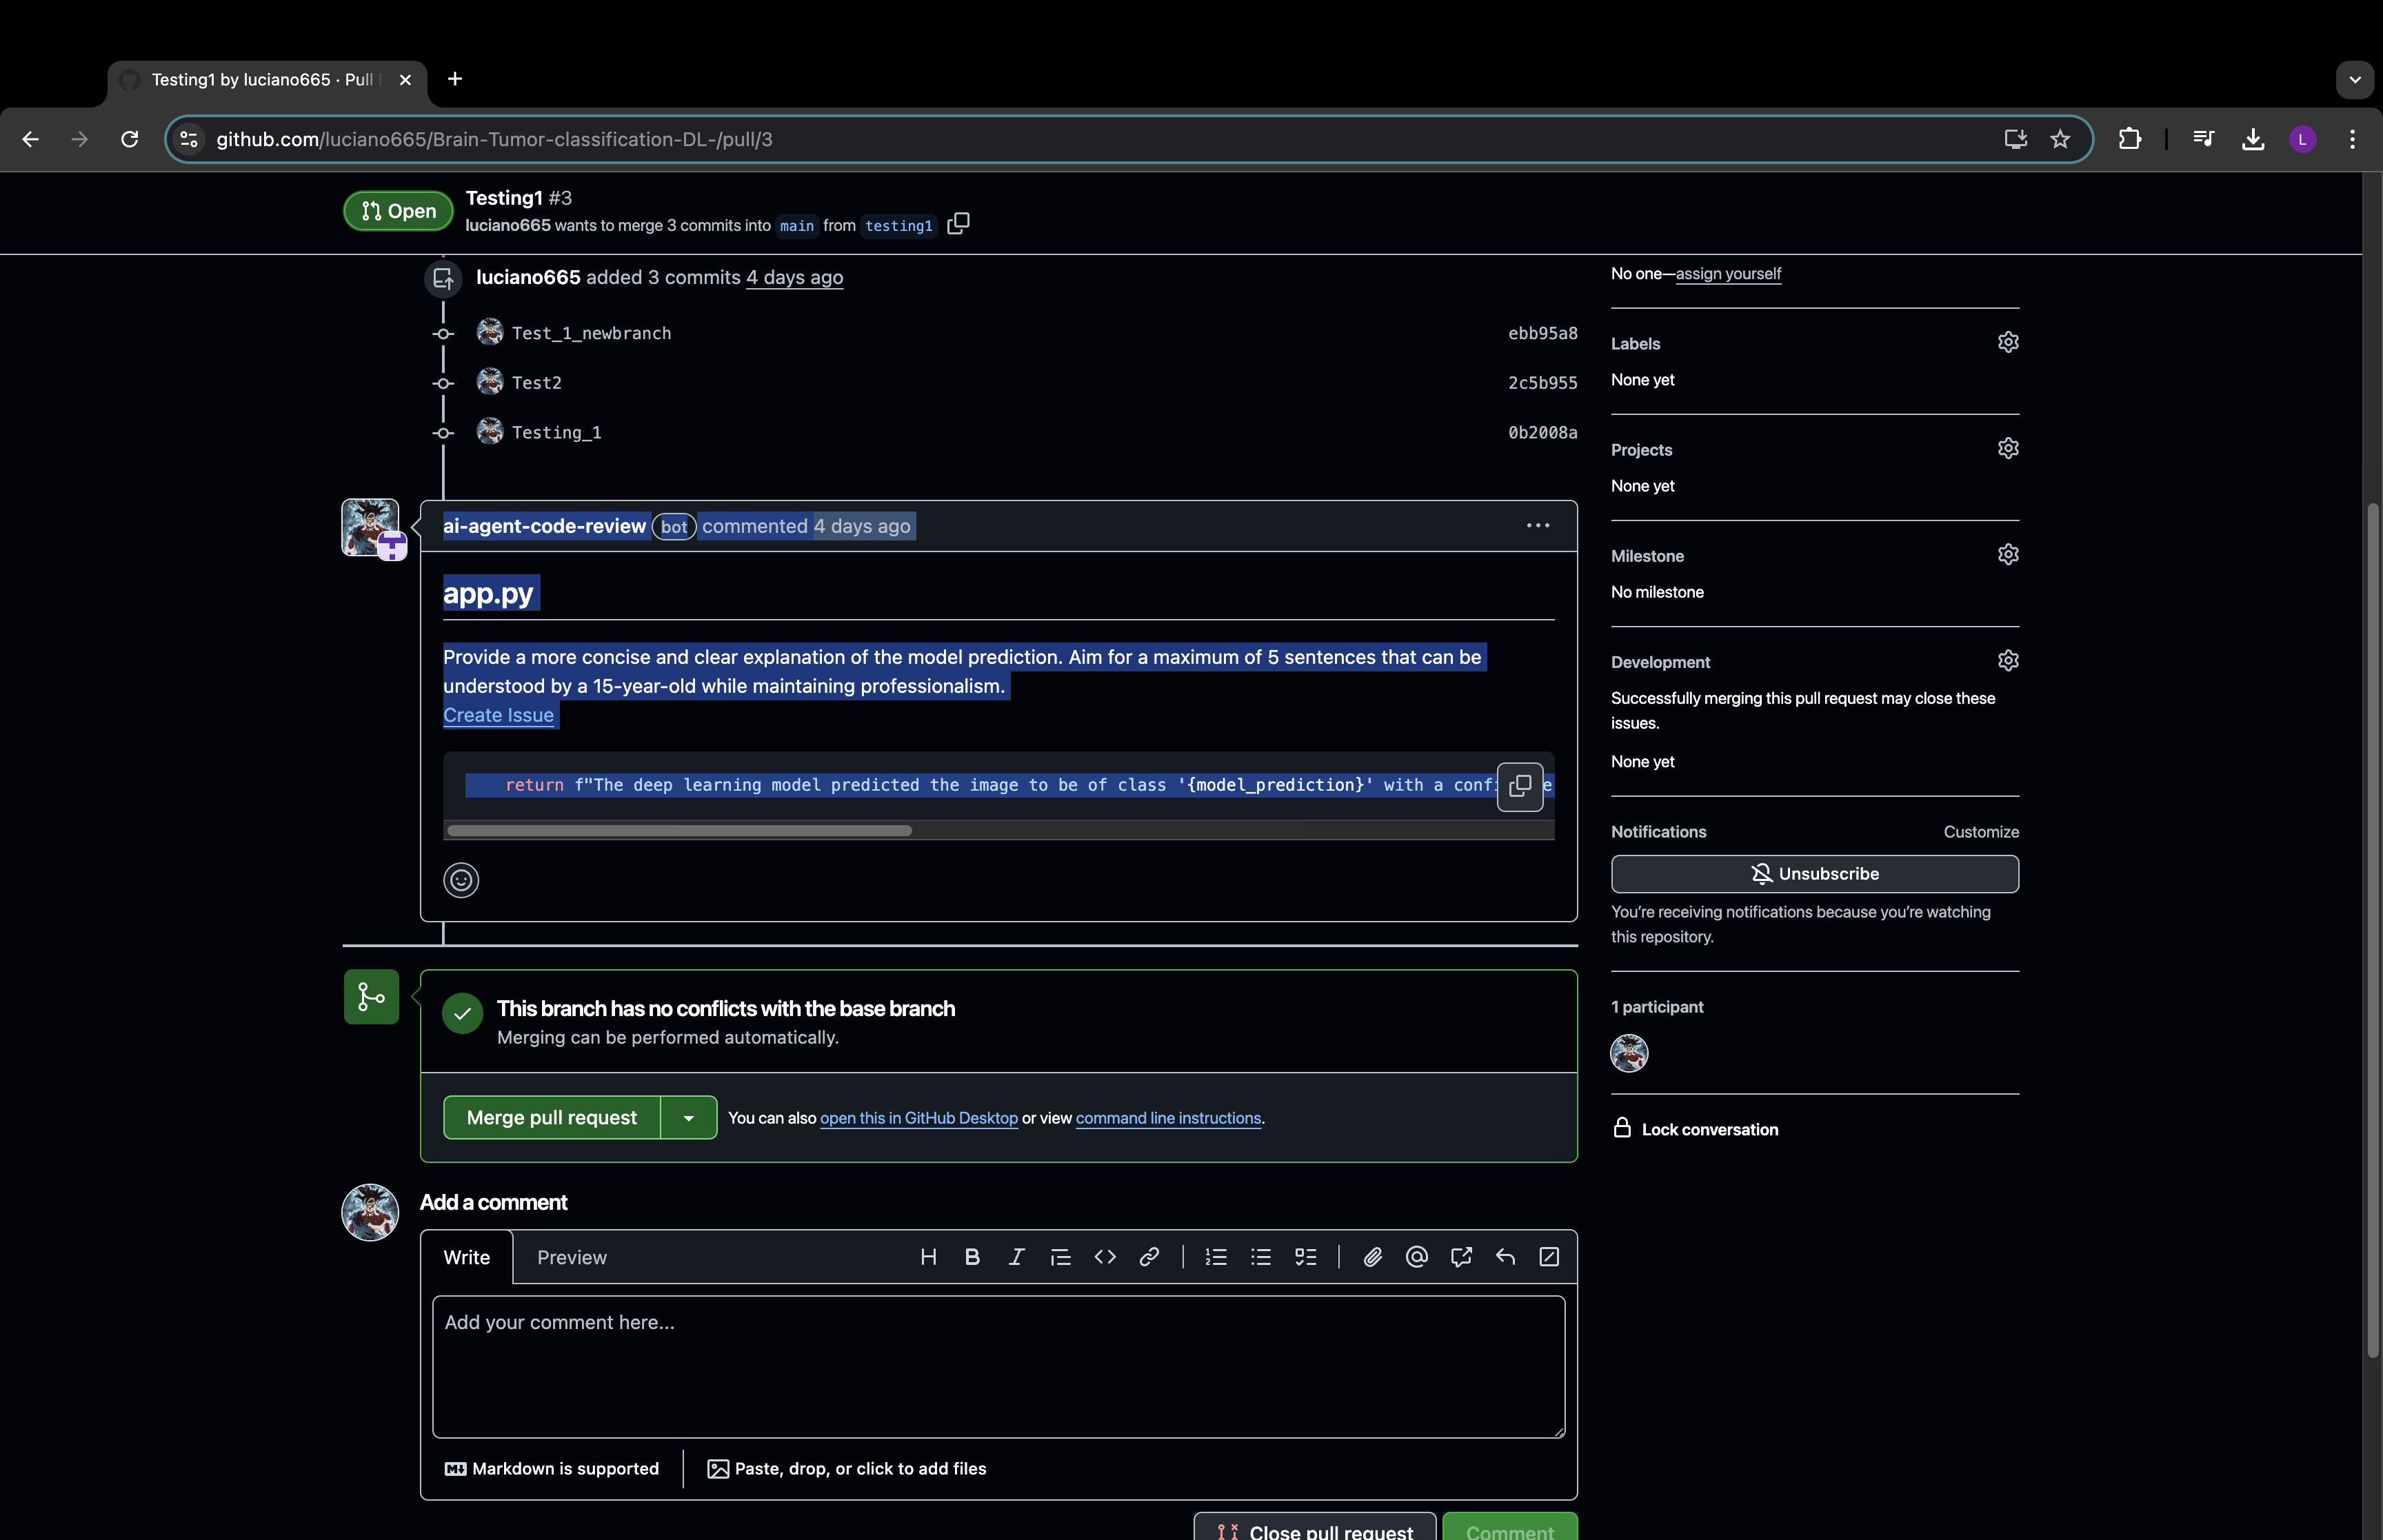 Testing1 by luciano665 · Pull
github.com/luciano665/Brain-Tumor-classification-DL-/pull/3
L
Open
Testing1 #3
luciano665 wants to merge 3 commits into main from testing1
luciano665 added 3 commits 4 days ago
Test_1_newbranch ebb95a8
Test2 2c5b955
Testing_1 0b2008a
ai-agent-code-review bot commented 4 days ago
app.py
Provide a more concise and clear explanation of the model prediction. Aim for a maximum of 5 sentences that can be
understood by a 15-year-old while maintaining professionalism.
Create Issue
return f"The deep learning model predicted the image to be of class '{model_prediction}' with a conf
This branch has no conflicts with the base branch
Merging can be performed automatically.
Merge pull request
You can also open this in GitHub Desktop or view command line instructions.
Add a comment
Write
Preview
Add your comment here...
Markdown is supported
Paste, drop, or click to add files
Close pull request
Comment
No one—assign yourself
Labels
None yet
Projects
None yet
Milestone
No milestone
Development
Successfully merging this pull request may close these
issues.
None yet
Notifications
Customize
Unsubscribe
You're receiving notifications because you're watching
this repository.
1 participant
Lock conversation